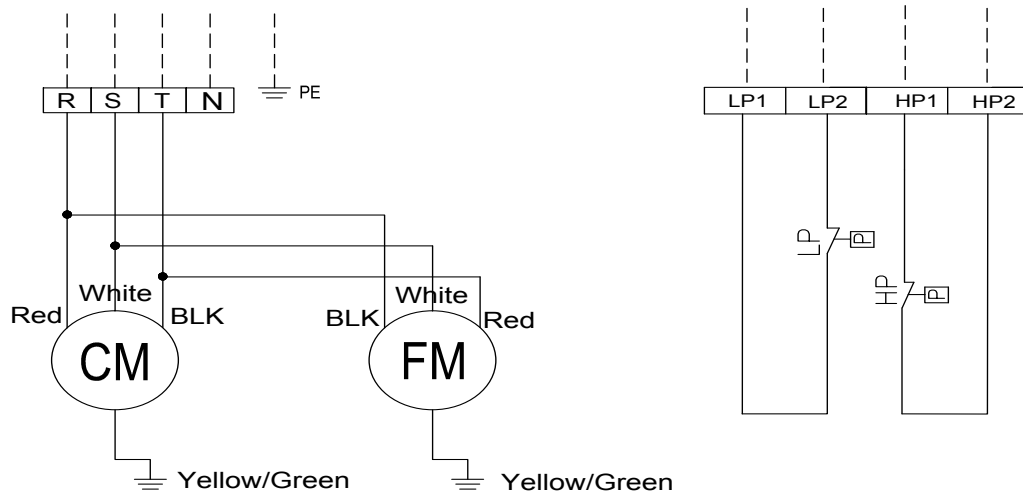 R S T N
PE
LP1 LP2 HP1 HP2
LP P
HP P
White
Red
BLK
CM
White
BLK
Red
FM
Yellow/Green
Yellow/Green